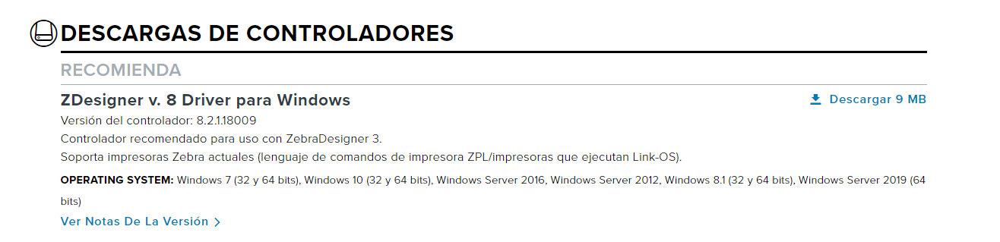 DESCARGAS DE CONTROLADORES
RECOMIENDA
ZDesigner v. 8 Driver para Windows
Descargar 9 MB
Versión del controlador: 8.2.1.18009
Controlador recomendado para uso con ZebraDesigner 3.
Soporta impresoras Zebra actuales (lenguaje de comandos de impresora ZPL/impresoras que ejecutan Link-OS).
OPERATING SYSTEM: Windows 7 (32 y 64 bits), Windows 10 (32 y 64 bits), Windows Server 2016, Windows Server 2012, Windows 8.1 (32 y 64 bits), Windows Server 2019 (64
bits)
Ver Notas De La Versión